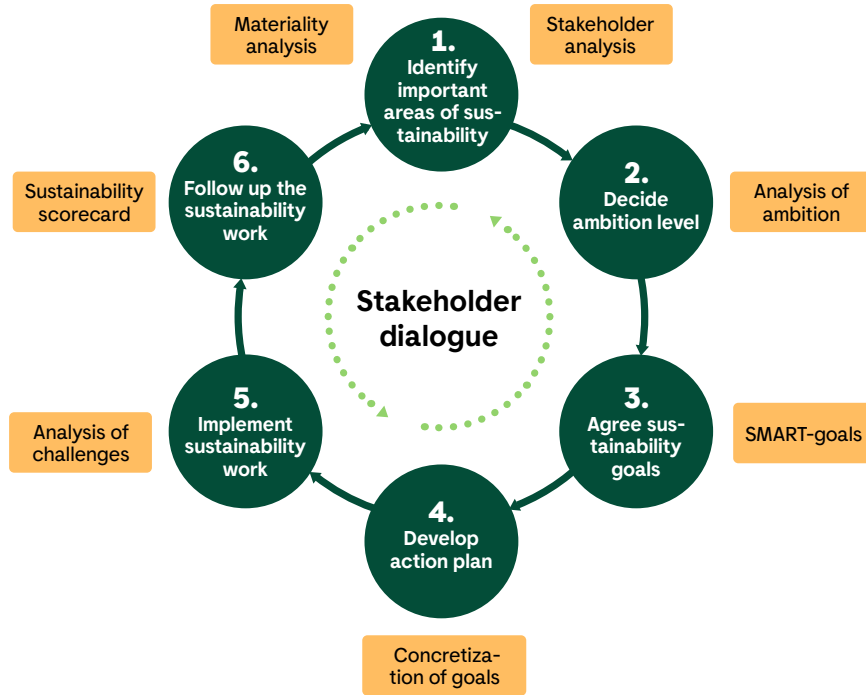 Materiality
analysis
1.
Identify
important
areas of sus-
tainability
Stakeholder
analysis
2.
Decide
ambition level
Analysis of
ambition
3.
Agree sus-
tainability
goals
SMART-goals
4.
Develop
action plan
Concretiza-
tion of goals
5.
Implement
sustainability
work
Analysis of
challenges
6.
Follow up the
sustainability
work
Sustainability
scorecard
Stakeholder
dialogue